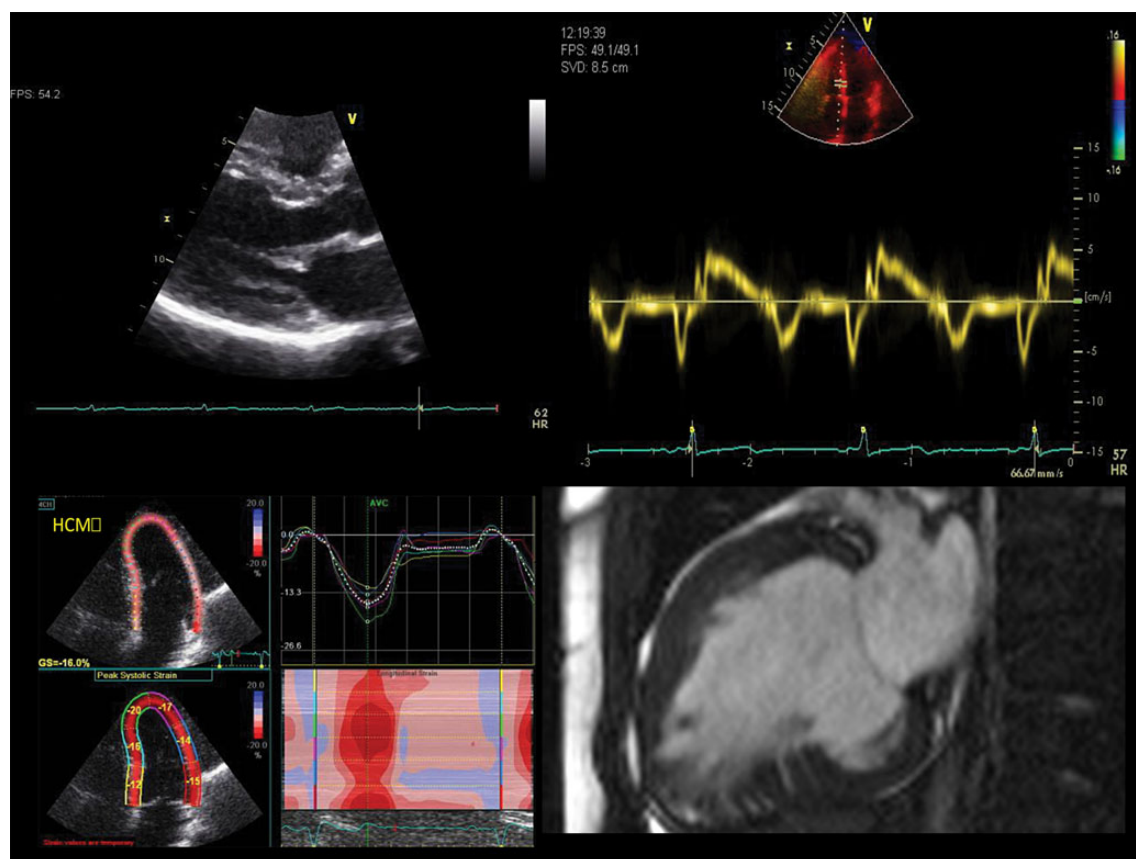 FPS: 54.2
V
5
10
62
HR
12:19:39
FPS: 49.1/49.1
SVD: 8.5 cm
V
5
10
15
.16
-.16
15
10
5
[cm/s]
-5
-10
-15
-3
-2
-1
0
66.67 mm/s
57
HR
4CH
HCM□
20.0
-20.0
%
GS=-16.0%
AVC
0.0
-13.3
-26.6
Peak Systolic Strain
20.0
-20.0
%
-20
-17
-16
-14
-12
-15
Strain values are temporary
Longitudinal Strain